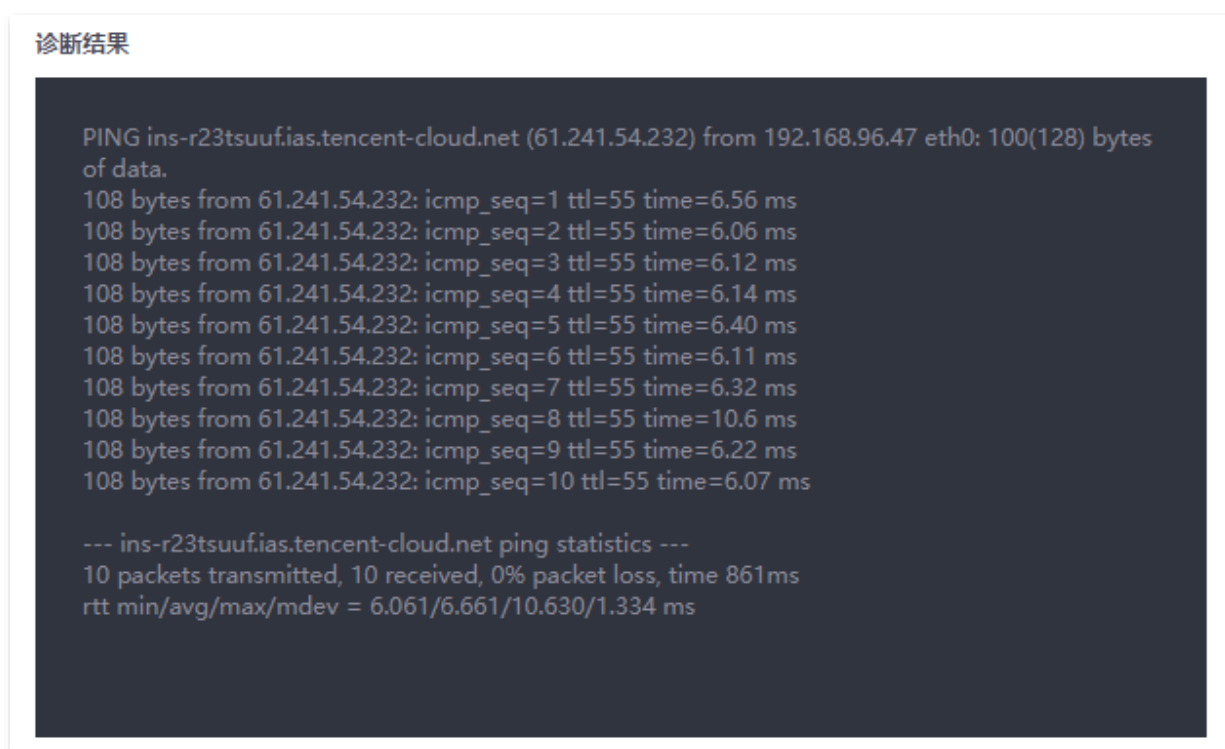 诊断结果
PING ins-r23tsuuf.ias.tencent-cloud.net (61.241.54.232) from 192.168.96.47 eth0: 100(128) bytes
of data.
108 bytes from 61.241.54.232: icmp_seq=1 ttl=55 time=6.56 ms
108 bytes from 61.241.54.232: icmp_seq=2 ttl=55 time=6.06 ms
108 bytes from 61.241.54.232: icmp_seq=3 ttl=55 time=6.12 ms
108 bytes from 61.241.54.232: icmp_seq=4 ttl=55 time=6.14 ms
108 bytes from 61.241.54.232: icmp_seq=5 ttl=55 time=6.40 ms
108 bytes from 61.241.54.232: icmp_seq=6 ttl=55 time=6.11 ms
108 bytes from 61.241.54.232: icmp_seq=7 ttl=55 time=6.32 ms
108 bytes from 61.241.54.232: icmp_seq=8 ttl=55 time=10.6 ms
108 bytes from 61.241.54.232: icmp_seq=9 ttl=55 time=6.22 ms
108 bytes from 61.241.54.232: icmp_seq=10 ttl=55 time=6.07 ms
--- ins-r23tsuuf.ias.tencent-cloud.net ping statistics ---
10 packets transmitted, 10 received, 0% packet loss, time 861ms
rtt min/avg/max/mdev = 6.061/6.661/10.630/1.334 ms